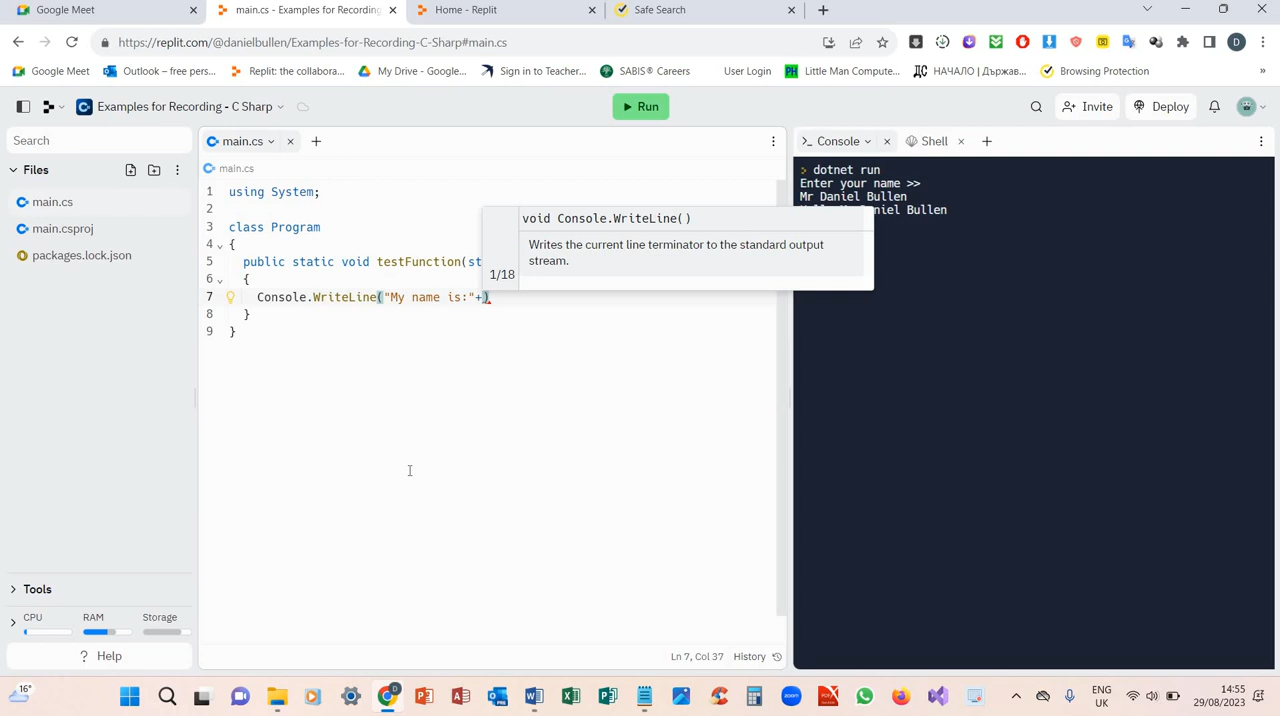 Google Meet
main.cs - Examples for Recording
Home - Replit
Safe Search
https://replit.com/@danielbullen/Examples-for-Recording-C-Sharp#main.cs
D
Google Meet
Outlook – free pers...
Replit: the collabora...
My Drive - Google...
Sign in to Teacher...
SABIS® Careers
User Login
PH Little Man Compute...
ДС НАЧАЛО | Държав...
Browsing Protection
»
Examples for Recording - C Sharp
Run
Invite
Deploy
Search
main.cs
Console
Shell
Files
main.cs
main.cs
main.csproj
packages.lock.json
1 using System;
2
3 class Program
4 {
5 public static void testFunction(st
6 {
7 Console.WriteLine("My name is:"+)
8 }
9 }
void Console.WriteLine()
Writes the current line terminator to the standard output
stream.
1/18
> dotnet run
Enter your name >>
Mr Daniel Bullen
niel Bullen
Tools
CPU RAM Storage
? Help
Ln 7, Col 37 History
16°
D
zoom
ENG
UK
14:55
29/08/2023